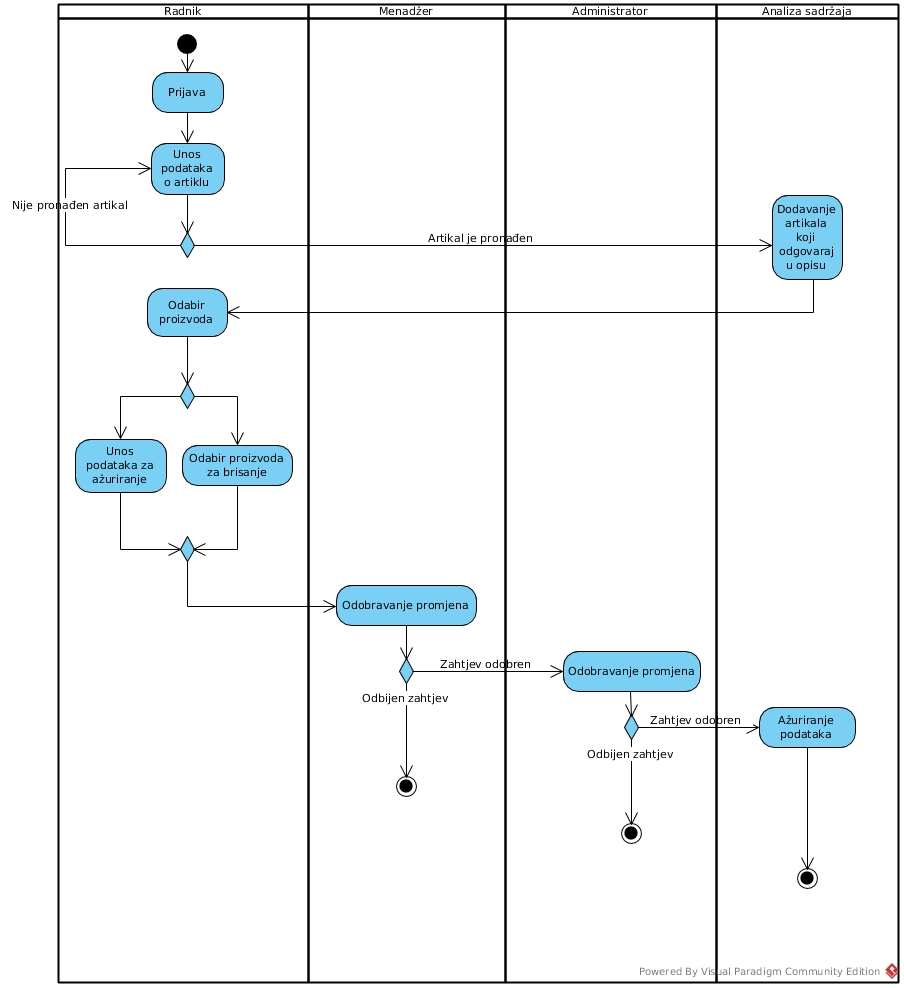 Radnik
Menadžer
Administrator
Analiza sadržaja
Prijava
Unos
podataka
o artiklu
Nije pronađen artikal
Artikal je pronađen
Dodavanje
artikala
koji
odgovaraj
u opisu
Odabir
proizvoda
Unos
podataka za
ažuriranje
Odabir proizvoda
za brisanje
Odobravanje promjena
Zahtjev odobren
Odbijen zahtjev
Odobravanje promjena
Zahtjev odobren
Odbijen zahtjev
Ažuriranje
podataka
Powered By Visual Paradigm Community Edition